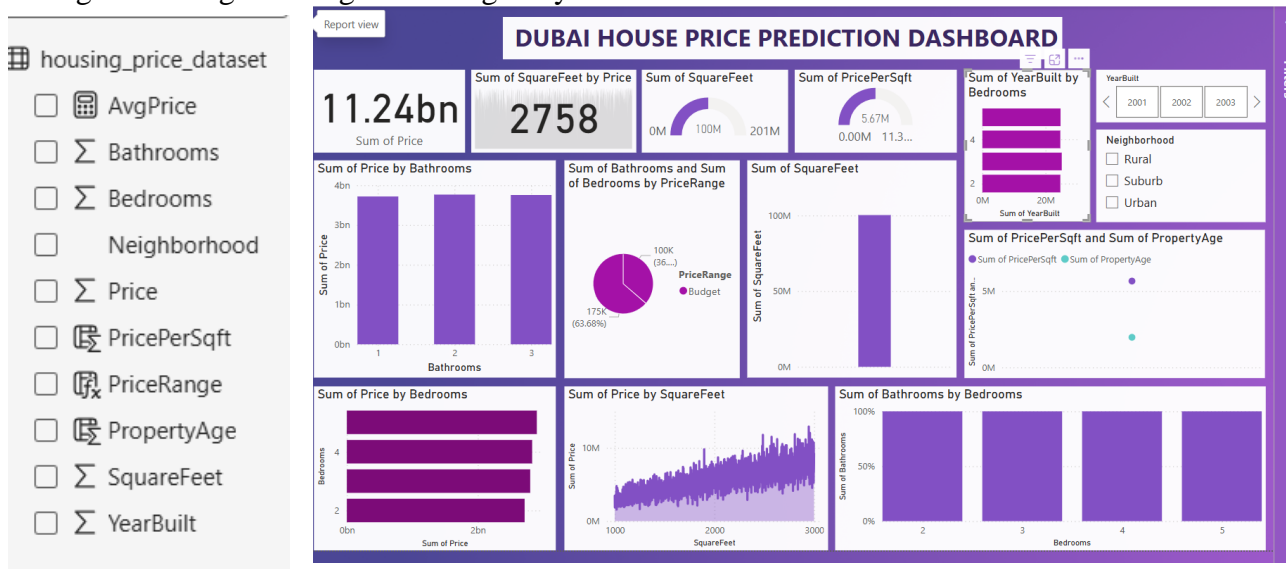 housing_price_dataset
AvgPrice
Bathrooms
Bedrooms
Neighborhood
Price
PricePerSqft
PriceRange
PropertyAge
SquareFeet
YearBuilt
Report view
DUBAI HOUSE PRICE PREDICTION DASHBOARD
11.24bn
Sum of Price
Sum of SquareFeet by Price
2758
Sum of SquareFeet
0M
100M
201M
Sum of PricePerSqft
5.67M
0.00M
11.3...
Sum of YearBuilt by
Bedrooms
4
2
0M
20M
Sum of YearBuilt
YearBuilt
2001
2002
2003
Neighborhood
Rural
Suburb
Urban
Sum of Price by Bathrooms
4bn
3bn
2bn
1bn
0bn
Sum of Price
1
2
3
Bathrooms
Sum of Bathrooms and Sum
of Bedrooms by PriceRange
100K
(36....)
175K
(63.68%)
PriceRange
Budget
Sum of SquareFeet
100M
50M
0M
Sum of SquareFeet
Sum of PricePerSqft and Sum of PropertyAge
Sum of PricePerSqft
Sum of PropertyAge
5M
0M
Sum of PricePerSqft an...
Sum of Price by Bedrooms
4
2
Bedrooms
0bn
2bn
Sum of Price
Sum of Price by SquareFeet
10M
0M
Sum of Price
1000
2000
3000
SquareFeet
Sum of Bathrooms by Bedrooms
100%
50%
0%
Sum of Bathrooms
2
3
4
5
Bedrooms